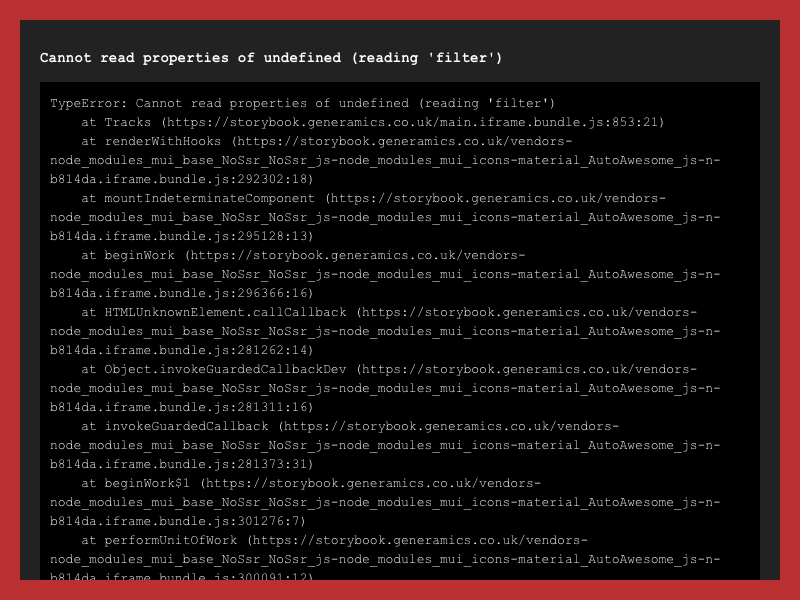 Cannot read properties of undefined (reading 'filter')
TypeError: Cannot read properties of undefined (reading 'filter')
at Tracks (https://storybook.generamics.co.uk/main.iframe.bundle.js:853:21)
at renderWithHooks (https://storybook.generamics.co.uk/vendors-
node_modules_mui_base_NoSsr_NoSsr_js-node_modules_mui_icons-material_AutoAwesome_js-n-
b814da.iframe.bundle.js:292302:18)
at mountIndeterminateComponent (https://storybook.generamics.co.uk/vendors-
node_modules_mui_base_NoSsr_NoSsr_js-node_modules_mui_icons-material_AutoAwesome_js-n-
b814da.iframe.bundle.js:295128:13)
at beginWork (https://storybook.generamics.co.uk/vendors-
node_modules_mui_base_NoSsr_NoSsr_js-node_modules_mui_icons-material_AutoAwesome_js-n-
b814da.iframe.bundle.js:296366:16)
at HTMLUnknownElement.callCallback (https://storybook.generamics.co.uk/vendors-
node_modules_mui_base_NoSsr_NoSsr_js-node_modules_mui_icons-material_AutoAwesome_js-n-
b814da.iframe.bundle.js:281262:14)
at Object.invokeGuardedCallbackDev (https://storybook.generamics.co.uk/vendors-
node_modules_mui_base_NoSsr_NoSsr_js-node_modules_mui_icons-material_AutoAwesome_js-n-
b814da.iframe.bundle.js:281311:16)
at invokeGuardedCallback (https://storybook.generamics.co.uk/vendors-
node_modules_mui_base_NoSsr_NoSsr_js-node_modules_mui_icons-material_AutoAwesome_js-n-
b814da.iframe.bundle.js:281373:31)
at beginWork$1 (https://storybook.generamics.co.uk/vendors-
node_modules_mui_base_NoSsr_NoSsr_js-node_modules_mui_icons-material_AutoAwesome_js-n-
b814da.iframe.bundle.js:301276:7)
at performUnitOfWork (https://storybook.generamics.co.uk/vendors-
node_modules_mui_base_NoSsr_NoSsr_js-node_modules_mui_icons-material_AutoAwesome_js-n-
b814da.iframe.bundle.js:300091:12)